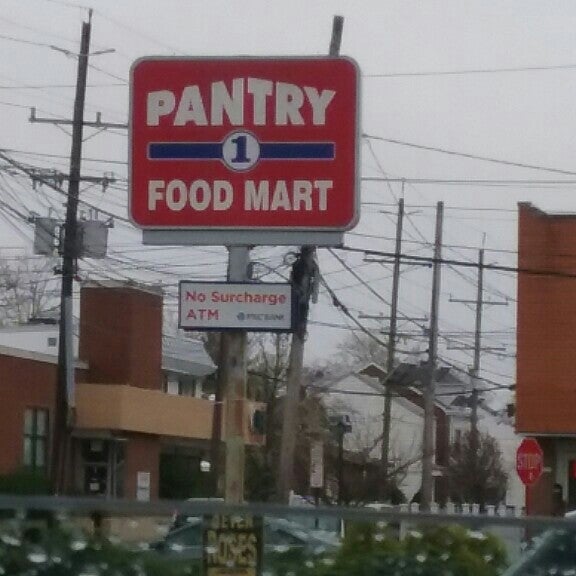 PANTRY
1
FOOD MART
No Surcharge
ATM
STOP